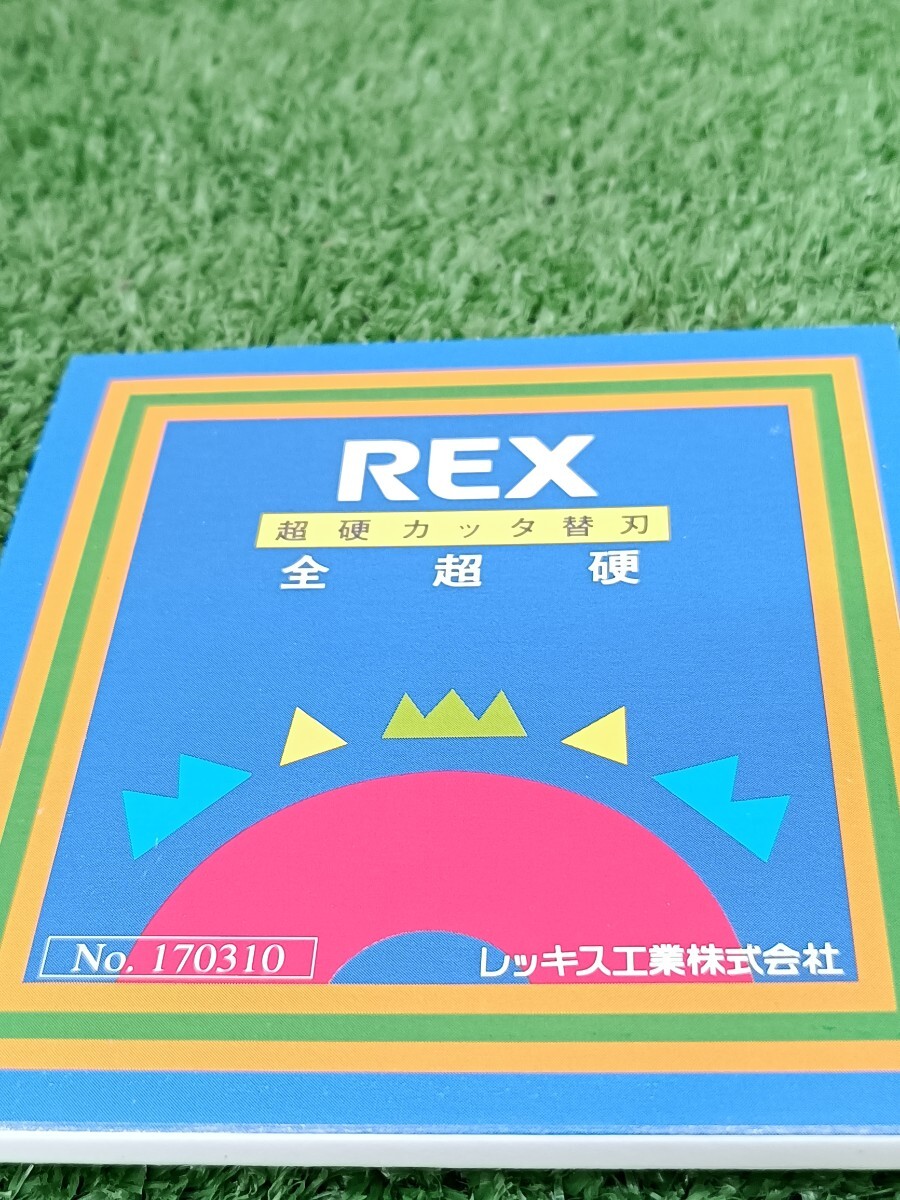 REX
超硬カッタ替刃
全超硬
No. 170310
レッキス工業株式会社